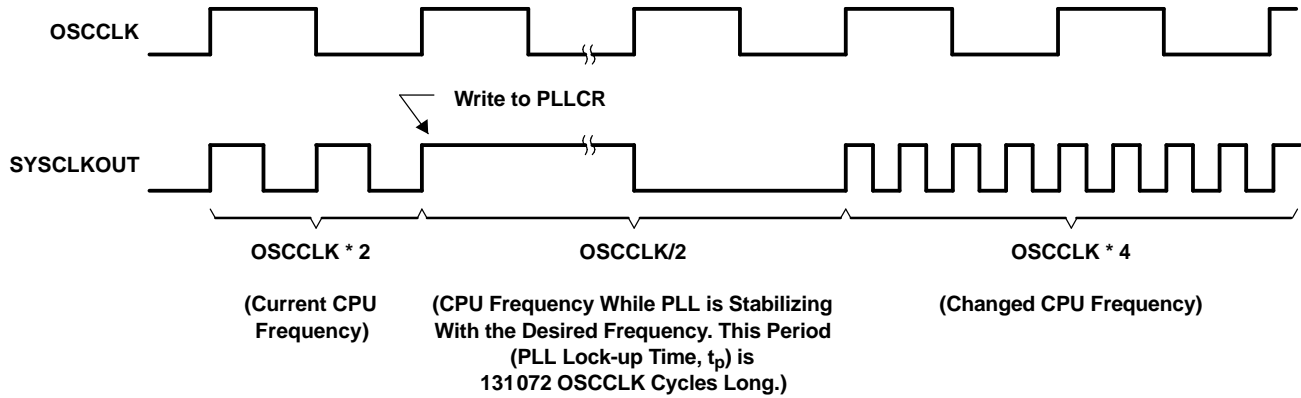 OSCCLK
Write to PLLCR
SYSCLKOUT
OSCCLK * 2
OSCCLK/2
OSCCLK * 4
(Current CPU
Frequency)
(CPU Frequency While PLL is Stabilizing
With the Desired Frequency. This Period
(PLL Lock-up Time, tp) is
131072 OSCCLK Cycles Long.)
(Changed CPU Frequency)